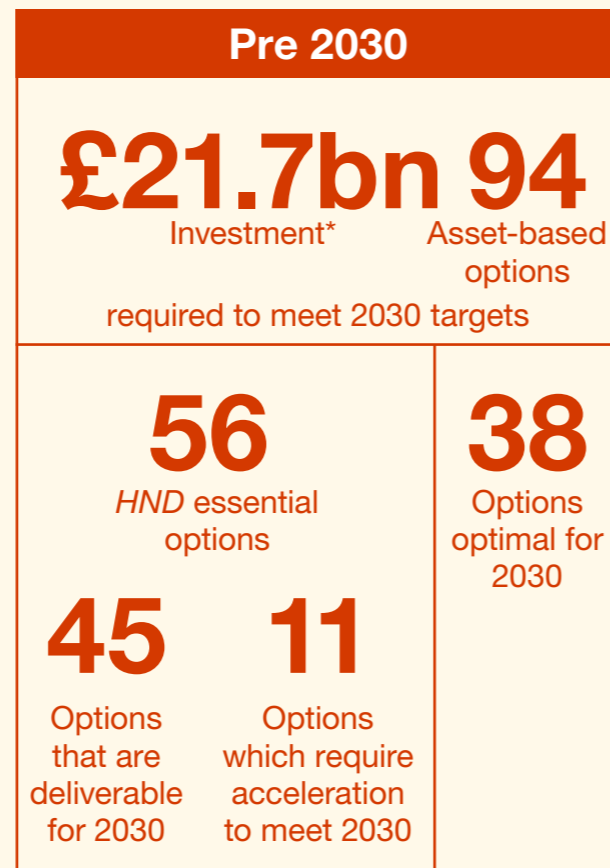 Pre 2030
£21.7bn 94
Investment* Asset-based
options
required to meet 2030 targets
56
HND essential
options
45
Options
that are
deliverable
for 2030
11
Options
which require
acceleration
to meet 2030
38
Options
optimal for
2030